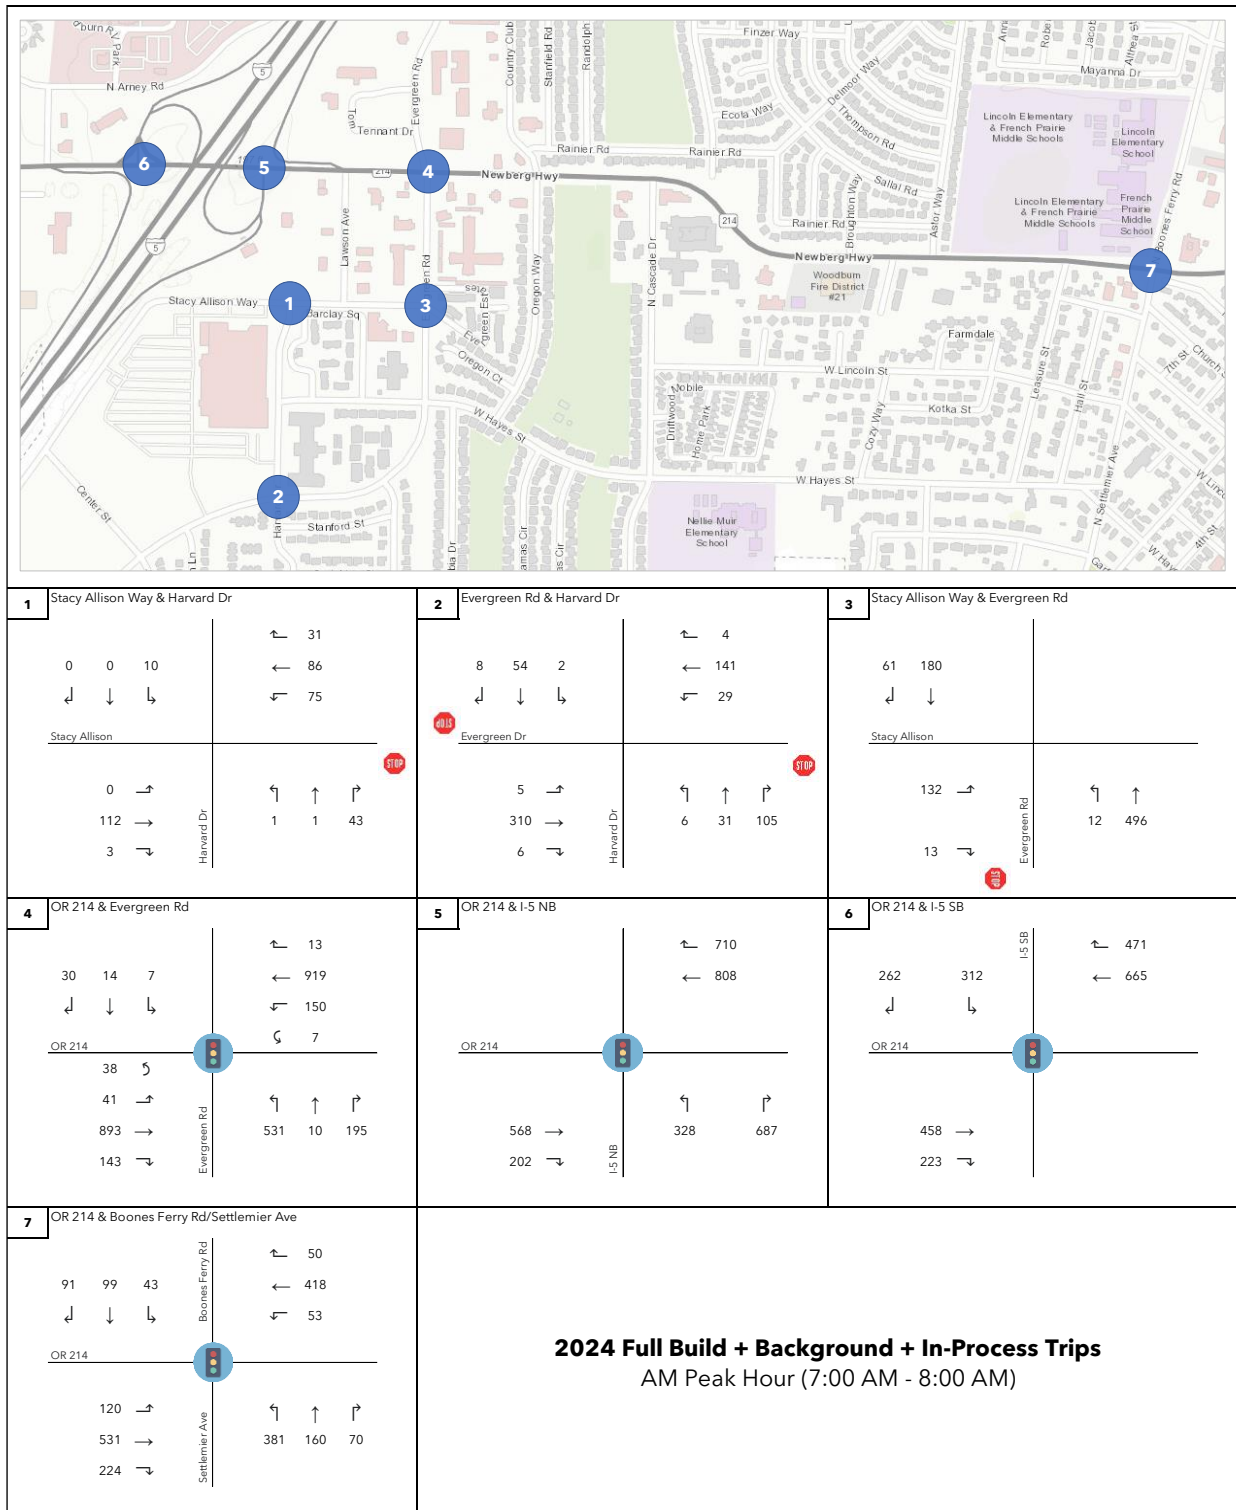 burn R.V. Park
N Arney Rd
5
Evergreen Rd
Tennant Dr
Country Club
Stanfield Rd
Randolph
Finzer Way
Delmoor Way
Ecola Way
Thompson Rd
Mayanna Dr
Althea St
Lincoln Elementary
& French Prairie
Middle Schools
Lincoln
Elementary
School
Rainier Rd
Rainier Rd
6
5
4
214
Newberg Hwy
Sallal Rd
Astor Way
Broughton Way
Lincoln Elementary
& French Prairie
Middle Schools
French
Prairie
Middle
School
Boones Ferry Rd
Lawson Ave
5
214
Rainier Rd
Newberg Hwy
7
Oregon Way
N Cascade Dr
Woodburn
Fire District
#21
Stacy Allison Way
1
Barclay Sq
3
Oregon Ct
Farmdale
W Lincoln St
Leisure St
Hall St
7th St
Church S
Nobile
Driftwood
Home Park
Kotka St
Cozy Way
W Hayes St
W Hayes St
N Settlemier Ave
W Linco
Center St
2
Stanford St
Nellie Muir
Elementary
School
4th St
W Hay
1 Stacy Allison Way & Harvard Dr
31
0 0 10 86
75
Stacy Allison
STOP
0
112 1 1 43
3
Harvard Dr
2 Evergreen Rd & Harvard Dr
4
8 54 2 141
29
STOP
Evergreen Dr
STOP
5
310 6 31 105
6
Harvard Dr
3 Stacy Allison Way & Evergreen Rd
61 180
Stacy Allison
132
12 496
13
Evergreen Rd
STOP
4 OR 214 & Evergreen Rd
13
30 14 7 919
150
7
OR 214
38
41
893 531 10 195
143
Evergreen Rd
5 OR 214 & I-5 NB
710
808
OR 214
568 328 687
202
I-5 NB
6 OR 214 & I-5 SB
I-5 SB
471
262 312 665
OR 214
458
223
7 OR 214 & Boones Ferry Rd/Settlemier Ave
Boones Ferry Rd
50
91 99 43 418
53
OR 214
120
531 381 160 70
224
Settlemier Ave
2024 Full Build + Background + In-Process Trips
AM Peak Hour (7:00 AM - 8:00 AM)